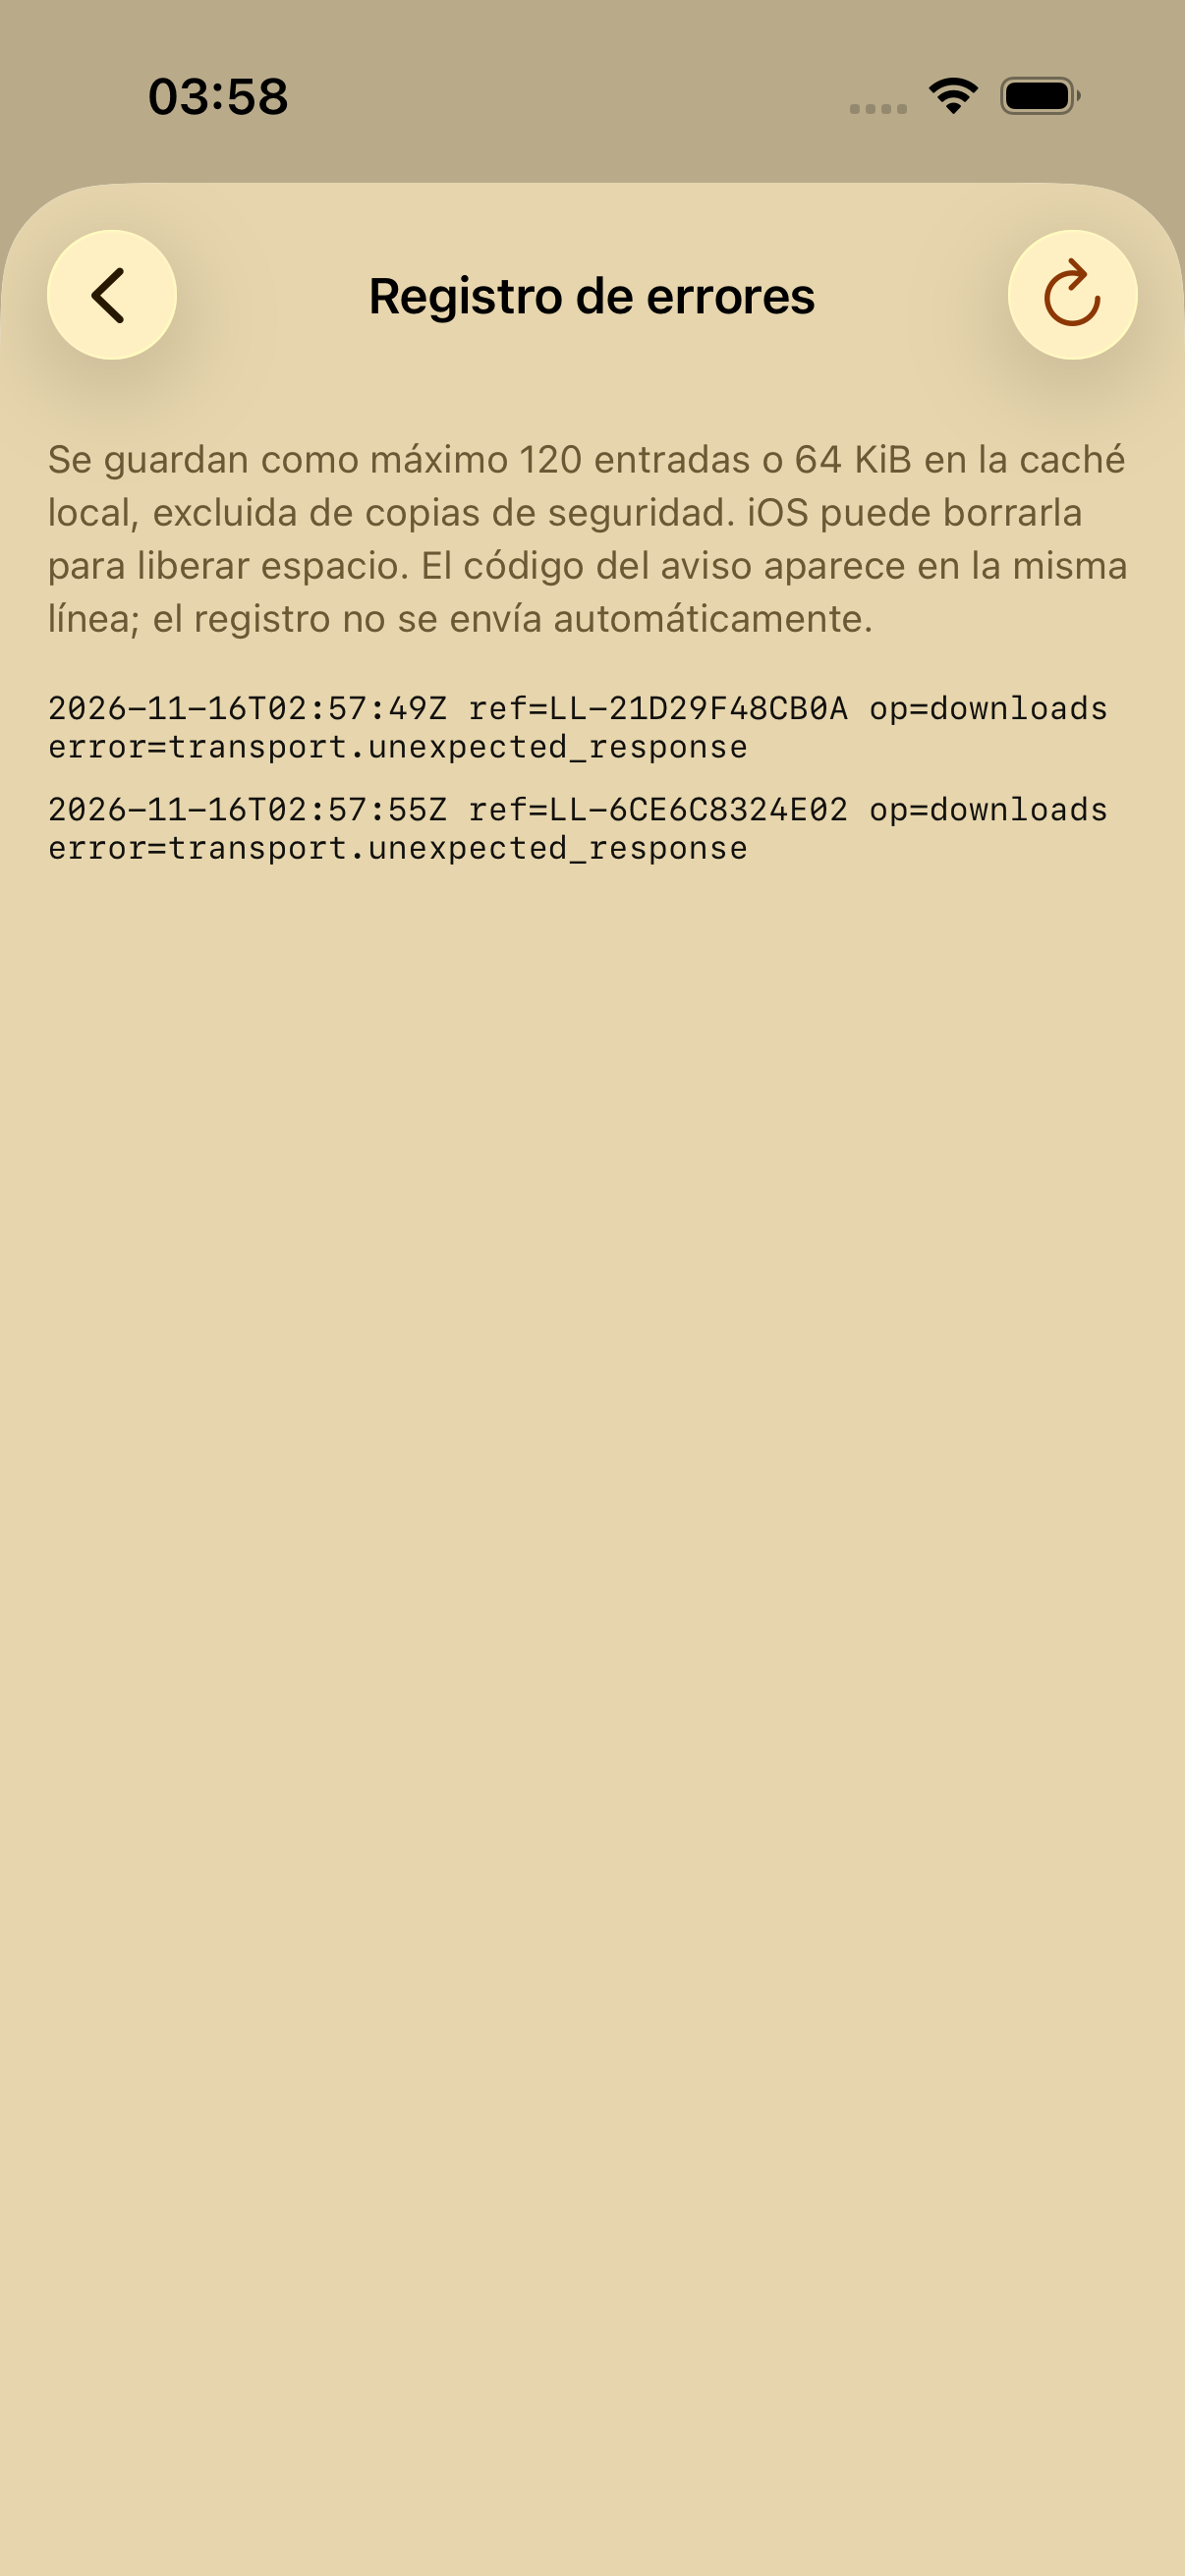 03:58
Registro de errores
Se guardan como máximo 120 entradas o 64 KiB en la caché
local, excluida de copias de seguridad. iOS puede borrarla
para liberar espacio. El código del aviso aparece en la misma
línea; el registro no se envía automáticamente.
2026-11-16T02:57:49Z ref=LL-21D29F48CB0A op=downloads
error=transport.unexpected_response
2026-11-16T02:57:55Z ref=LL-6CE6C8324E02 op=downloads
error=transport.unexpected_response